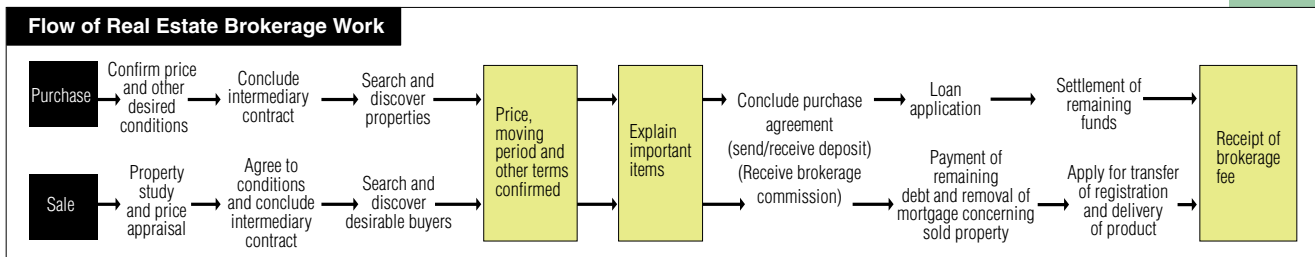 Flow of Real Estate Brokerage Work
Purchase
Confirm price
and other
desired
conditions
Conclude
intermediary
contract
Search and
discover
properties
Price,
moving
period and
other terms
confirmed
Explain
important
items
Conclude purchase
agreement
(send/receive deposit)
(Receive brokerage
commission)
Loan
application
Settlement of
remaining
funds
Receipt of
brokerage
fee
Sale
Property
study
and price
appraisal
Agree to
conditions
and conclude
intermediary
contract
Search and
discover
desirable buyers
Payment of
remaining
debt and removal of
mortgage concerning
sold property
Apply for transfer
of registration
and delivery
of product